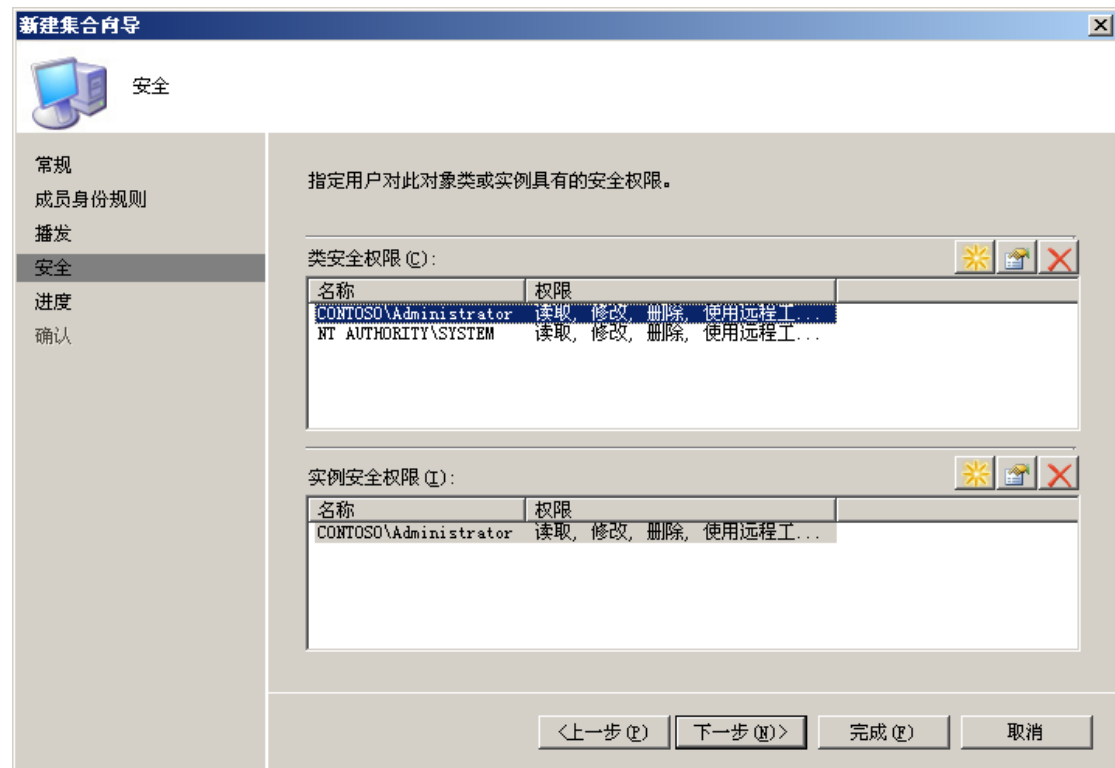 新建集合向导
安全
常规
成员身份规则
播发
安全
进度
确认
指定用户对此对象类或实例具有的安全权限。
类安全权限(C):
名称 权限
CONTOSO\Administrator 读取, 修改, 删除, 使用远程工...
NT AUTHORITY\SYSTEM 读取, 修改, 删除, 使用远程工...
实例安全权限(I):
名称 权限
CONTOSO\Administrator 读取, 修改, 删除, 使用远程工...
<上一步(P) 下一步(N)> 完成(F) 取消